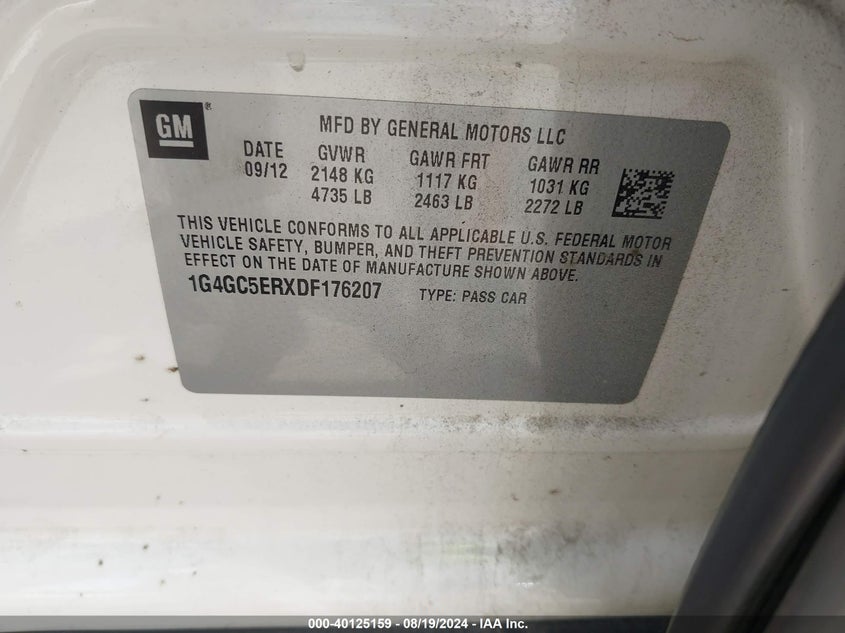 GM®
MFD BY GENERAL MOTORS LLC
DATE GVWR GAWR FRT GAWR RR
09/12 2148 KG 1117 KG 1031 KG
4735 LB 2463 LB 2272 LB
THIS VEHICLE CONFORMS TO ALL APPLICABLE U.S. FEDERAL MOTOR
VEHICLE SAFETY, BUMPER, AND THEFT PREVENTION STANDARDS IN
EFFECT ON THE DATE OF MANUFACTURE SHOWN ABOVE.
1G4GC5ERXDF176207 TYPE: PASS CAR
000-40125159 - 08/19/2024 - © IAA, Inc.